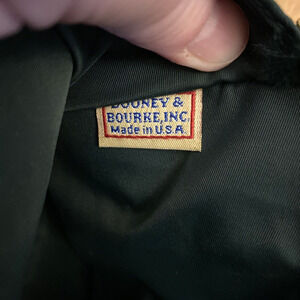 DOONEY &
BOURKE, INC.
Made in U.S.A.